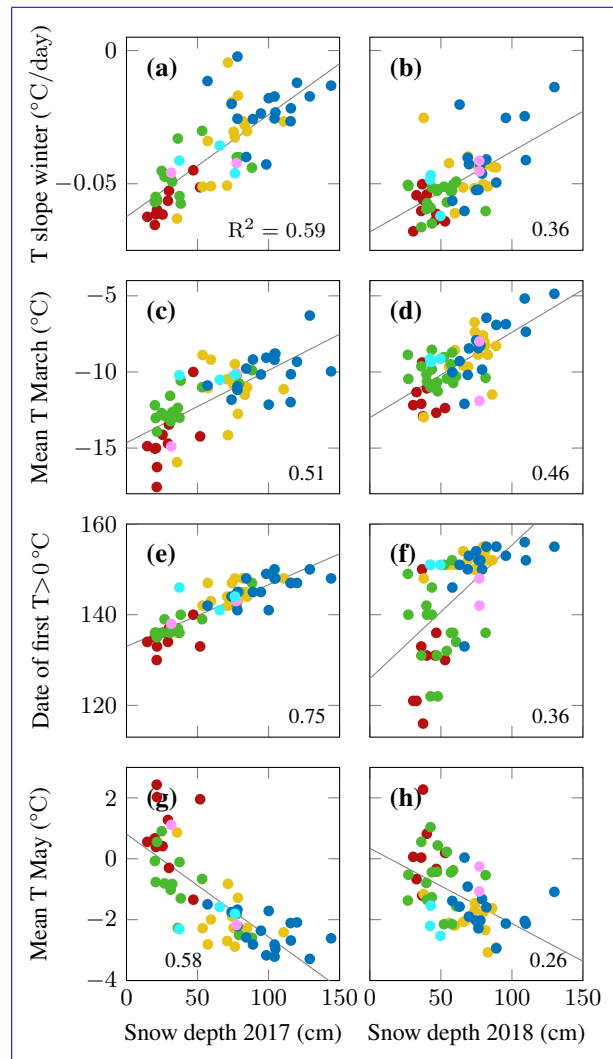 T slope winter (°C/day)
0
−0.05
(a)
R² = 0.59
(b)
0.36
Mean T March (°C)
−5
−10
−15
(c)
0.51
(d)
0.46
Date of first T>0 °C
160
140
120
(e)
0.75
(f)
0.36
Mean T May (°C)
2
0
−2
−4
(g)
0.58
(h)
0.26
0 50 100 150 0 50 100 150
Snow depth 2017 (cm) Snow depth 2018 (cm)